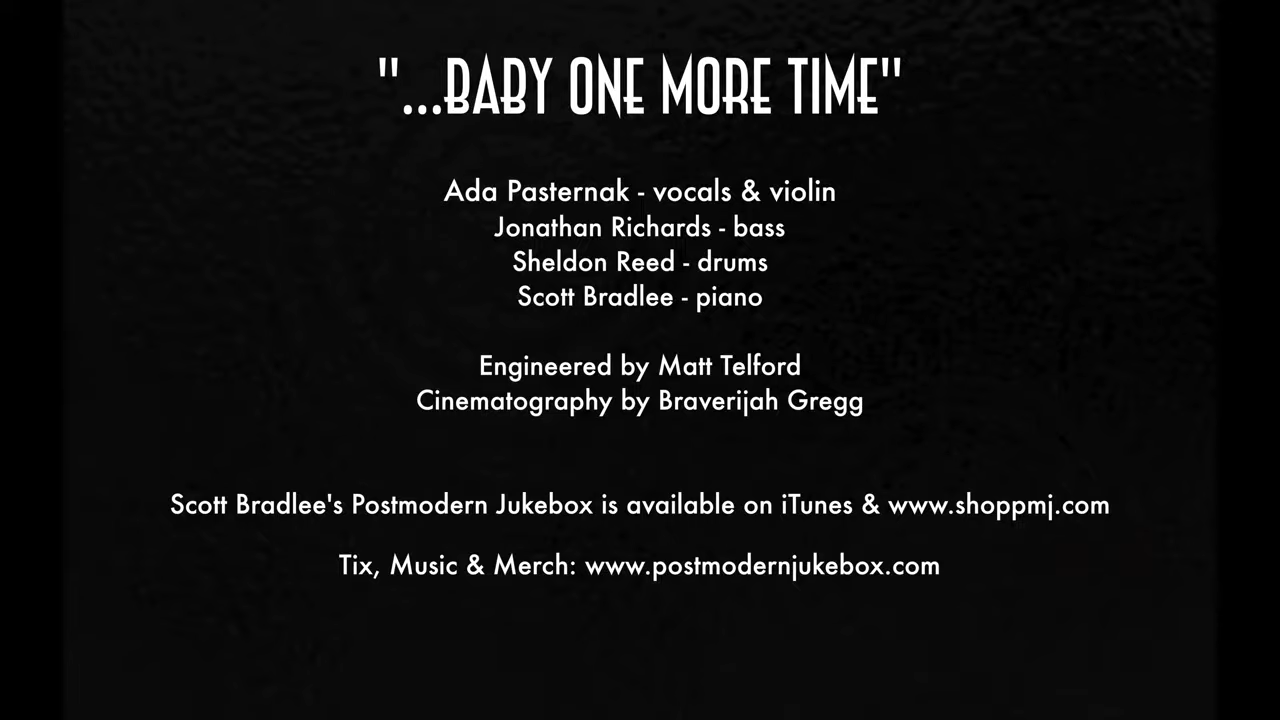 "...BABY ONE MORE TIME"
Ada Pasternak - vocals & violin
Jonathan Richards - bass
Sheldon Reed - drums
Scott Bradlee - piano
Engineered by Matt Telford
Cinematography by Braverijah Gregg
Scott Bradlee's Postmodern Jukebox is available on iTunes & www.shoppmj.com
Tix, Music & Merch: www.postmodernjukebox.com